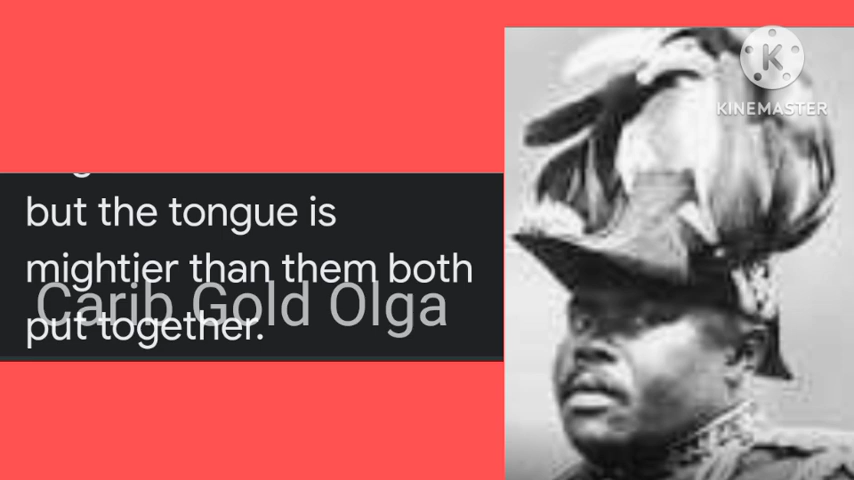 but the tongue is
mightier than them both
put together.
Carib Gold Olga
KINEMASTER